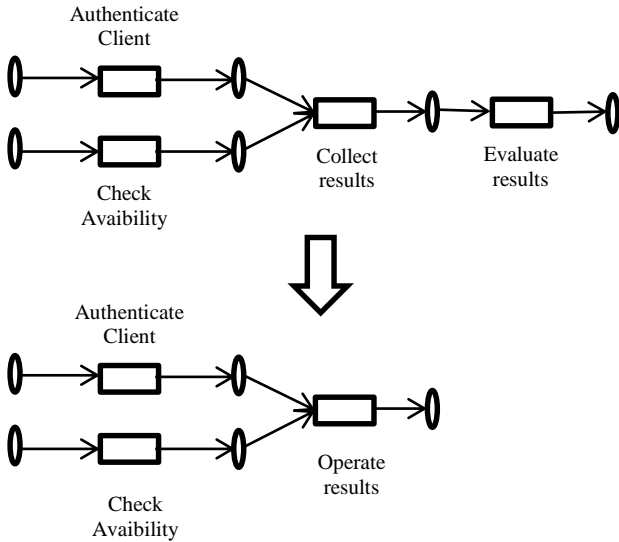 Authenticate
Client
Collect
results
Evaluate
results
Check
Avaibility
Authenticate
Client
Operate
results
Check
Avaibility